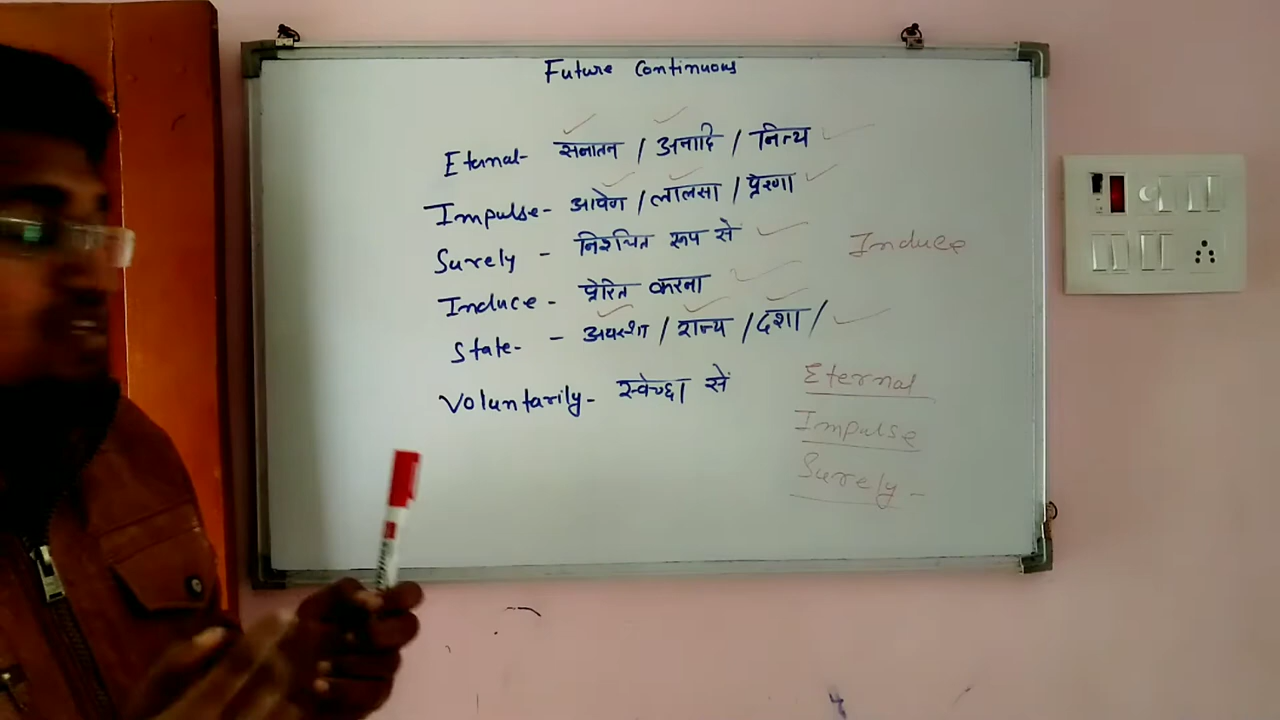 Future Continuous
Eternal- सनातन / अनादि / नित्य
Impulse- आवेग / लालसा / प्रेरणा
Surely - निश्चित रूप से
Induce
Induce - प्रेरित करना
State- - अवस्था / राज्य / दशा /
Voluntarily- स्वेच्छा सें
Eternal
Impulse
Surely -